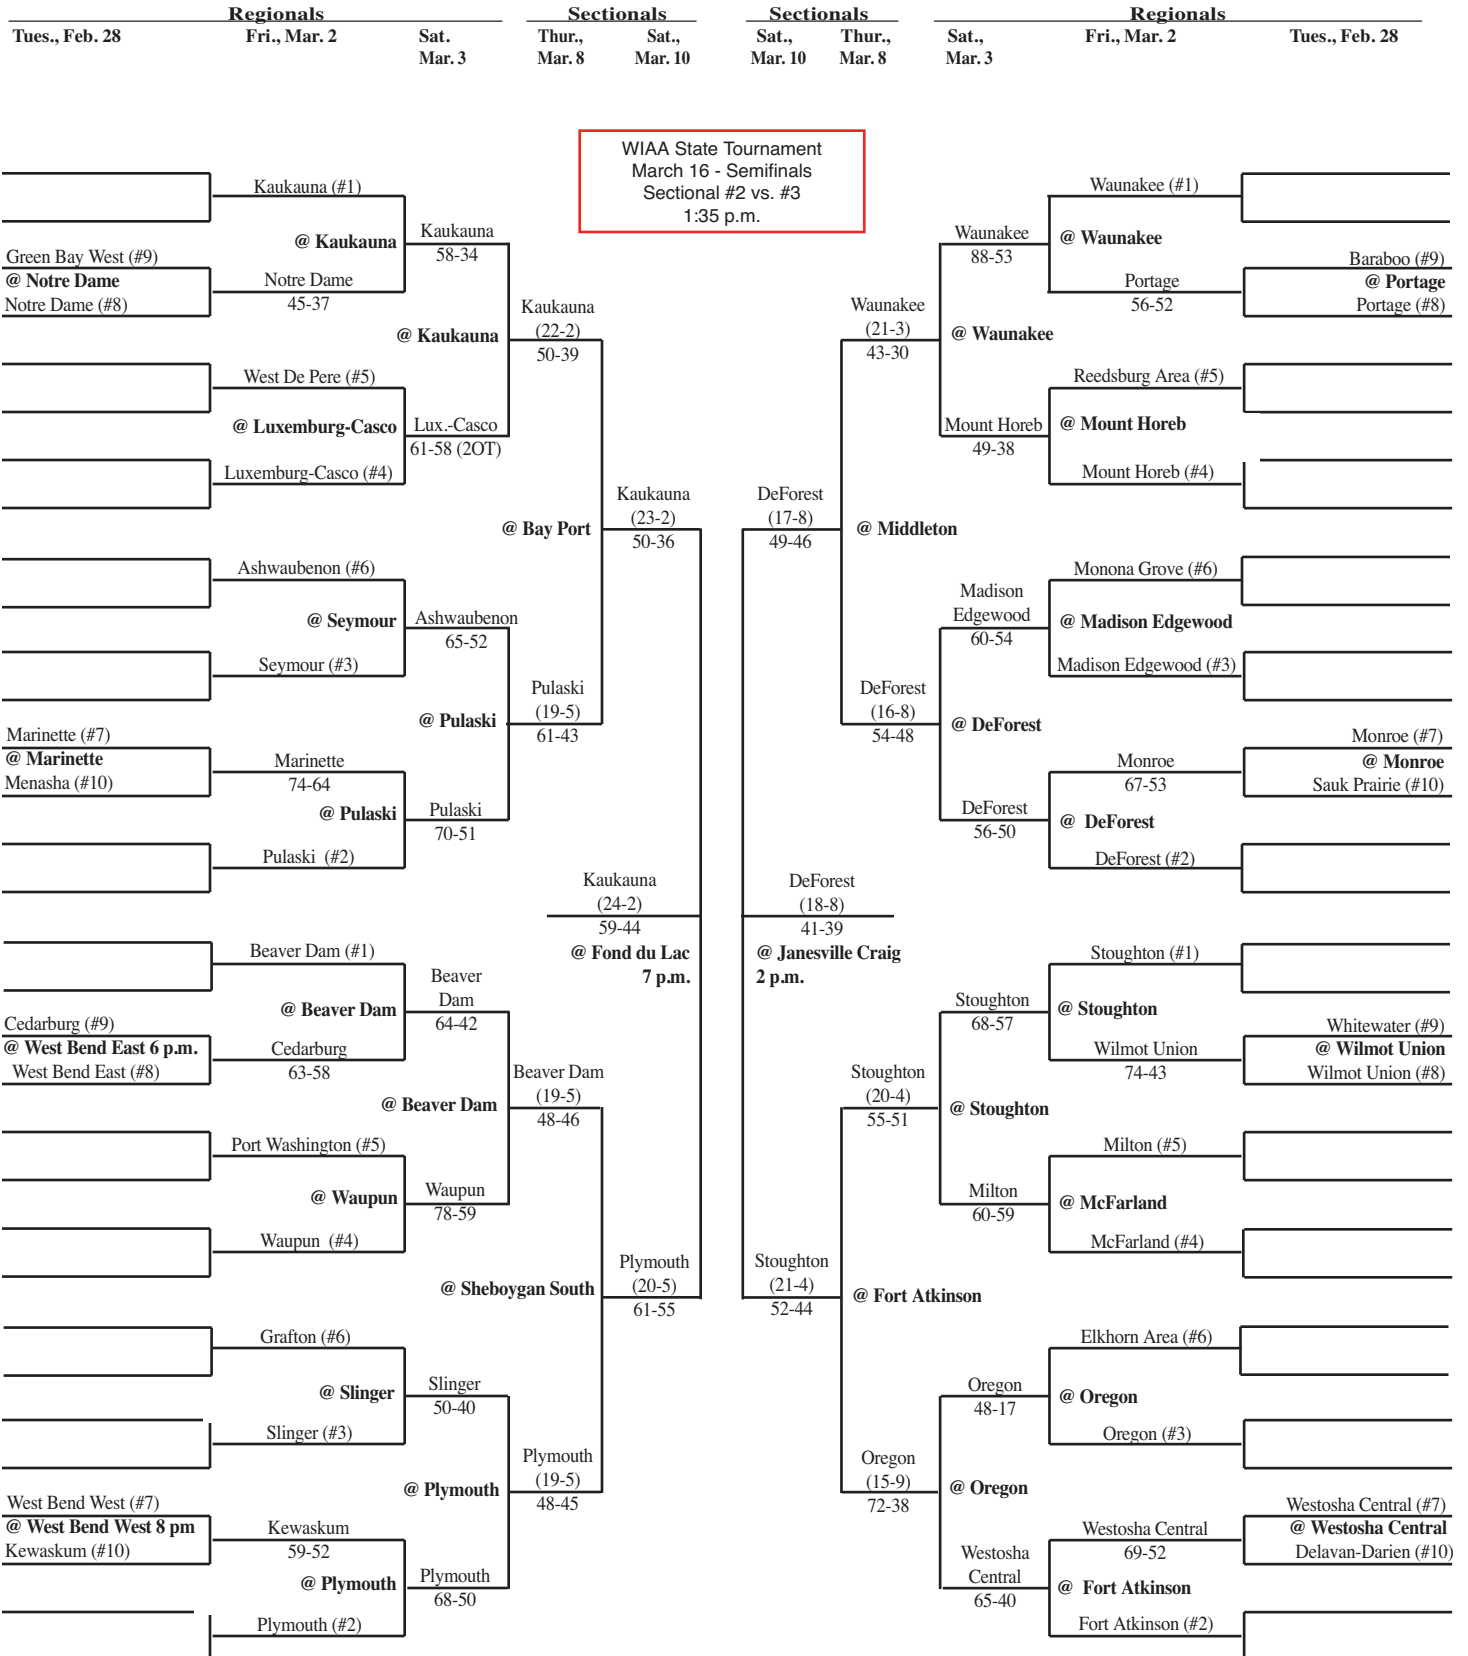 Regionals
Sectionals
Sectionals
Regionals
Tues., Feb. 28
Fri., Mar. 2
Sat.
Mar. 3
Thur.,
Mar. 8
Sat.,
Mar. 10
Sat.,
Mar. 10
Thur.,
Mar. 8
Sat.,
Mar. 3
Fri., Mar. 2
Tues., Feb. 28
WIAA State Tournament
March 16 - Semifinals
Sectional #2 vs. #3
1:35 p.m.
Green Bay West (#9)
@ Notre Dame
Notre Dame (#8)
Marinette (#7)
@ Marinette
Menasha (#10)
Cedarburg (#9)
@ West Bend East 6 p.m.
West Bend East (#8)
West Bend West (#7)
@ West Bend West 8 pm
Kewaskum (#10)
Kaukauna (#1)
@ Kaukauna
Notre Dame
45-37
West De Pere (#5)
@ Luxemburg-Casco
Luxemburg-Casco (#4)
Ashwaubenon (#6)
@ Seymour
Seymour (#3)
Marinette
74-64
@ Pulaski
Pulaski (#2)
Beaver Dam (#1)
@ Beaver Dam
Cedarburg
63-58
Port Washington (#5)
@ Waupun
Waupun (#4)
Grafton (#6)
@ Slinger
Slinger (#3)
Kewaskum
59-52
@ Plymouth
Plymouth (#2)
Kaukauna
58-34
@ Kaukauna
Lux.-Casco
61-58 (2OT)
Ashwaubenon
65-52
@ Pulaski
Pulaski
70-51
Beaver
Dam
64-42
@ Beaver Dam
Waupun
78-59
Slinger
50-40
@ Plymouth
Plymouth
68-50
Kaukauna
(22-2)
50-39
@ Bay Port
Pulaski
(19-5)
61-43
Beaver Dam
(19-5)
48-46
@ Sheboygan South
Plymouth
(19-5)
48-45
Kaukauna
(23-2)
50-36
Kaukauna
(24-2)
59-44
@ Fond du Lac
7 p.m.
Plymouth
(20-5)
61-55
DeForest
(17-8)
49-46
DeForest
(18-8)
41-39
@ Janesville Craig
2 p.m.
Stoughton
(21-4)
52-44
Waunakee
(21-3)
43-30
@ Middleton
DeForest
(16-8)
54-48
Stoughton
(20-4)
55-51
@ Fort Atkinson
Oregon
(15-9)
72-38
Waunakee
88-53
@ Waunakee
Mount Horeb
49-38
Madison
Edgewood
60-54
@ DeForest
DeForest
56-50
Stoughton
68-57
@ Stoughton
Milton
60-59
Oregon
48-17
@ Oregon
Westosha
Central
65-40
Waunakee (#1)
@ Waunakee
Portage
56-52
Reedsburg Area (#5)
@ Mount Horeb
Mount Horeb (#4)
Monona Grove (#6)
@ Madison Edgewood
Madison Edgewood (#3)
Monroe
67-53
@ DeForest
DeForest (#2)
Stoughton (#1)
@ Stoughton
Wilmot Union
74-43
Milton (#5)
@ McFarland
McFarland (#4)
Elkhorn Area (#6)
@ Oregon
Oregon (#3)
Westosha Central
69-52
@ Fort Atkinson
Fort Atkinson (#2)
Baraboo (#9)
@ Portage
Portage (#8)
Monroe (#7)
@ Monroe
Sauk Prairie (#10)
Whitewater (#9)
@ Wilmot Union
Wilmot Union (#8)
Westosha Central (#7)
@ Westosha Central
Delavan-Darien (#10)